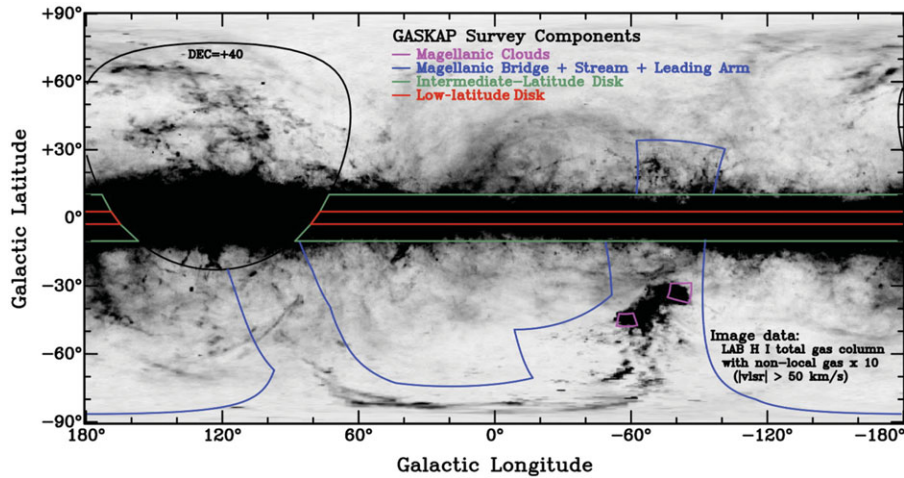 +90°
GASKAP Survey Components
DEC=+40
Magellanic Clouds
Magellanic Bridge + Stream + Leading Arm
+60°
Intermediate-Latitude Disk
Low-latitude Disk
+30°
Galactic Latitude
0°
−30°
Image data:
LAB H I total gas column
−60°
with non-local gas x 10
(|vlsr| > 50 km/s)
−90°
180° 120° 60° 0° −60° −120° −180°
Galactic Longitude